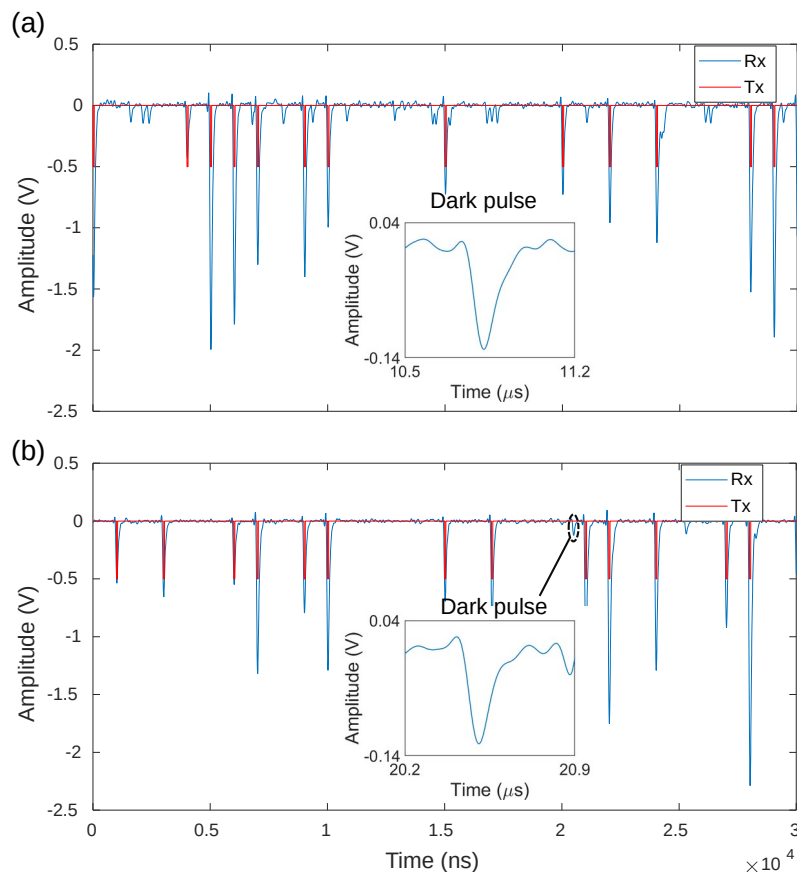 (a)
0.5
0
-0.5
-1
-1.5
-2
-2.5
Amplitude (V)
Rx
Tx
Dark pulse
0.04
-0.14
Amplitude (V)
10.5 11.2
Time (μs)
(b)
0.5
0
-0.5
-1
-1.5
-2
-2.5
Amplitude (V)
Rx
Tx
Dark pulse
0.04
-0.14
Amplitude (V)
20.2 20.9
Time (μs)
0 0.5 1 1.5 2 2.5 3
Time (ns)
×10 4